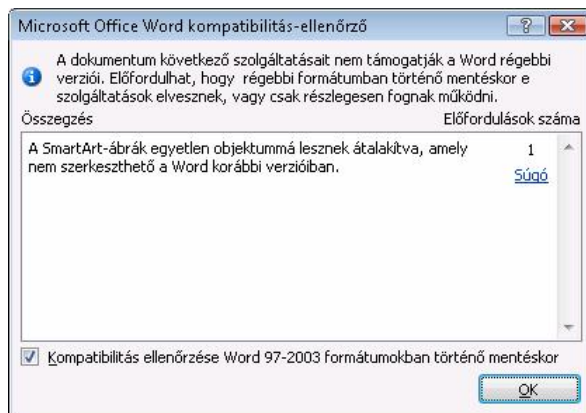 Microsoft Office Word kompatibilitás-ellenőrző
A dokumentum következő szolgáltatásait nem támogatják a Word régebbi
verziói. Előfordulhat, hogy régebbi formátumban történő mentéskor e
szolgáltatások elvesznek, vagy csak részlegesen fognak működni.
Összegzés Előfordulások száma
A SmartArt-ábrák egyetlen objektummá lesznek átalakítva, amely 1
nem szerkeszthető a Word korábbi verzióiban. Súgó
Kompatibilitás ellenőrzése Word 97-2003 formátumokban történő mentéskor
OK